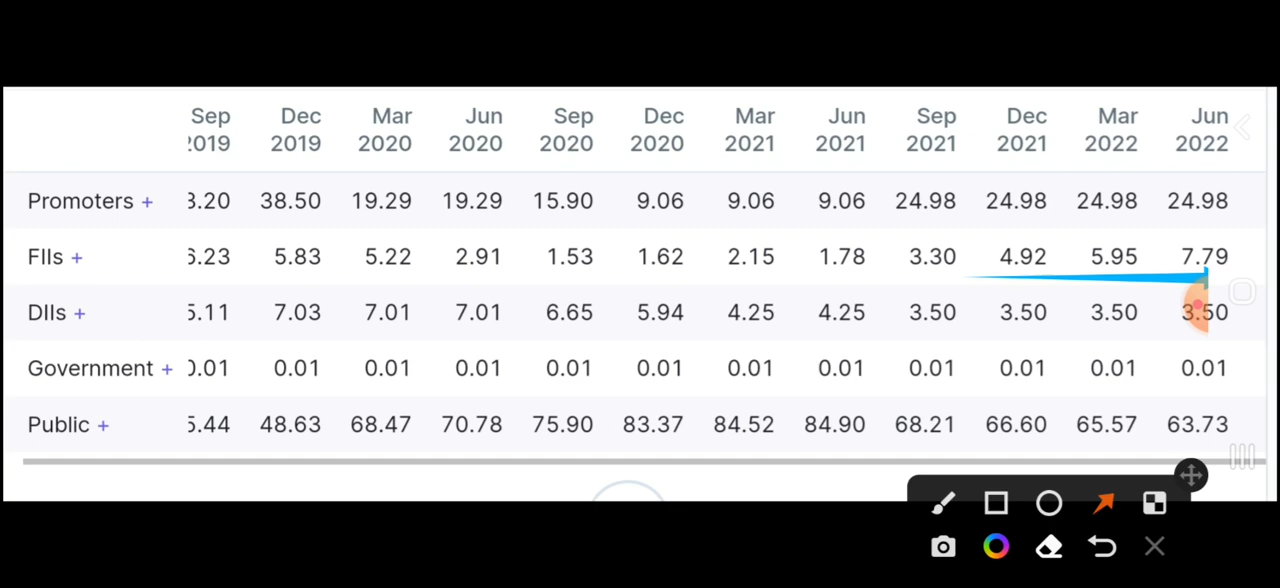 Sep Dec Mar Jun Sep Dec Mar Jun Sep Dec Mar Jun
2019 2019 2020 2020 2020 2020 2021 2021 2021 2021 2022 2022
Promoters + 38.50 19.29 19.29 15.90 9.06 9.06 9.06 24.98 24.98 24.98 24.98
FIIs + 5.83 5.22 2.91 1.53 1.62 2.15 1.78 3.30 4.92 5.95 7.79
DIIs + 7.03 7.01 7.01 6.65 5.94 4.25 4.25 3.50 3.50 3.50 3.50
Government + 0.01 0.01 0.01 0.01 0.01 0.01 0.01 0.01 0.01 0.01 0.01 0.01
Public + 48.63 68.47 70.78 75.90 83.37 84.52 84.90 68.21 66.60 65.57 63.73